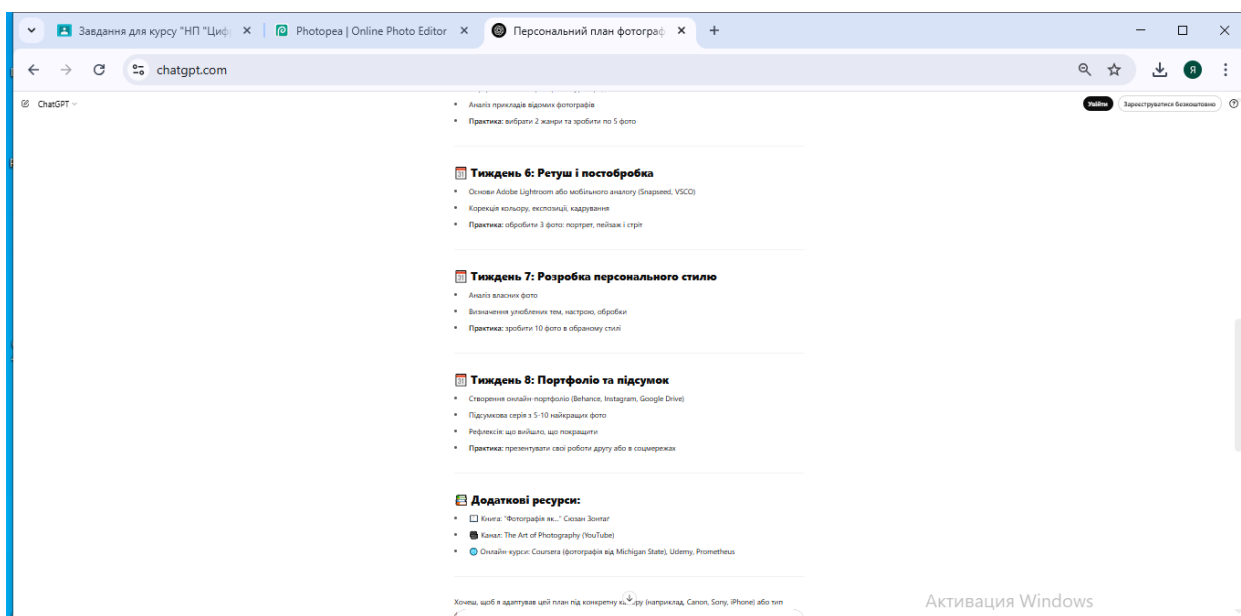 Завдання для курсу "НП "Циф
Photopea | Online Photo Editor
Персональний план фотограф
chatgpt.com
Я
ChatGPT
Увійти
Зареєструватися безкоштовно
Аналіз прикладів відомих фотографів
Практика: вибрати 2 жанри та зробити по 5 фото
Тиждень 6: Ретуш і постобробка
Основи Adobe Lightroom або мобільного аналогу (Snapseed, VSCO)
Корекція кольору, експозиції, кадрування
Практика: обробити 3 фото: портрет, пейзаж і стріт
Тиждень 7: Розробка персонального стилю
Аналіз власних фото
Визначення улюблених тем, настрою, обробки
Практика: зробити 10 фото в обраному стилі
Тиждень 8: Портфоліо та підсумок
Створення онлайн-портфоліо (Behance, Instagram, Google Drive)
Підсумкова серія з 5-10 найкращих фото
Рефлексія: що вийшло, що покращити
Практика: презентувати свої роботи другу або в соцмережах
Додаткові ресурси:
Книга: "Фотографія як..." Сюзан Зонтаґ
Канал: The Art of Photography (YouTube)
Онлайн-курси: Coursera (фотографія від Michigan State), Udemy, Prometheus
Хочеш, щоб я адаптував цей план під конкретну (наприклад, Canon, Sony, iPhone) або тип
Активация Windows